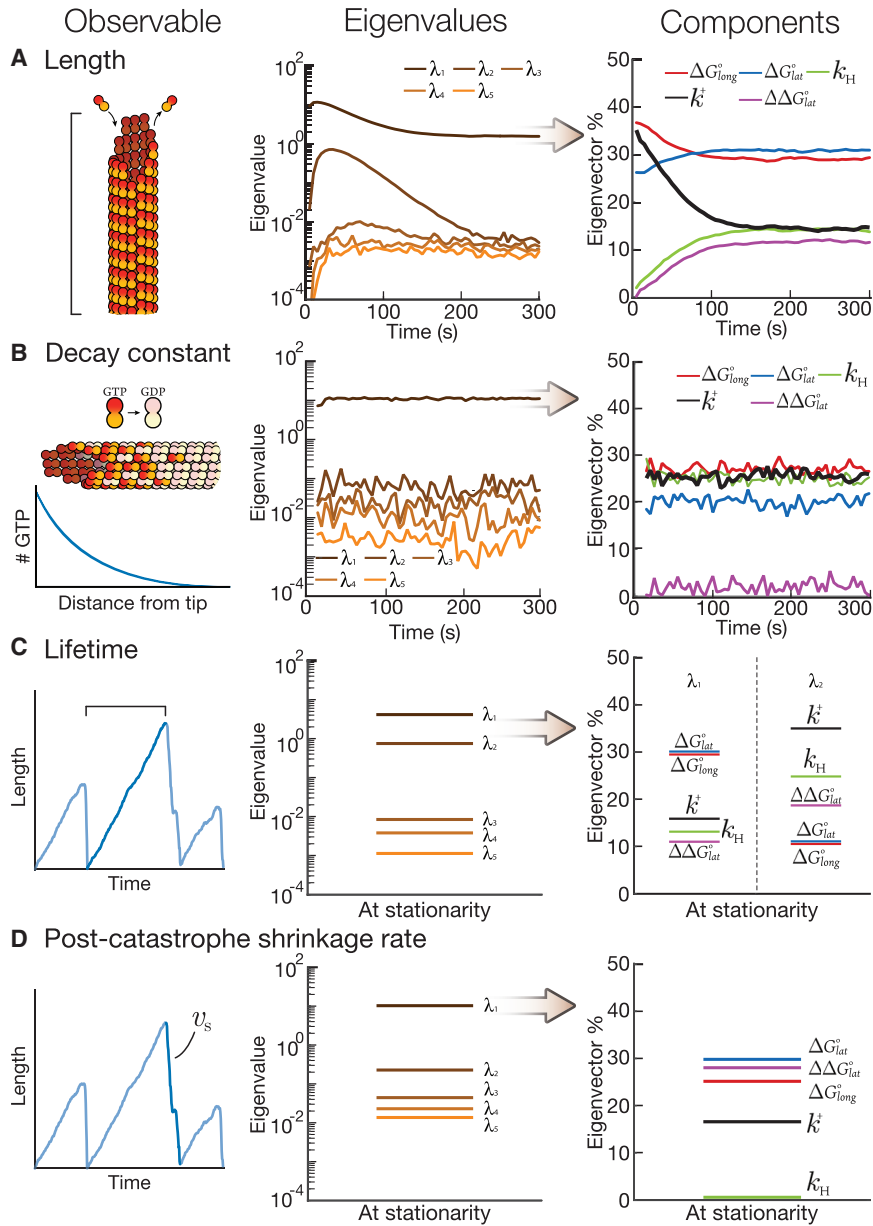 Observable Eigenvalues Components
A Length
Eigenvalue
10²
10⁰
10⁻²
10⁻⁴
λ₁ λ₂ λ₃
λ₄ λ₅
0 100 200 300
Time (s)
Eigenvector %
50
40
30
20
10
0
ΔG°long ΔG°lat kH
k⁺ ΔΔG°lat
0 100 200 300
Time (s)
B Decay constant
GTP GDP
# GTP
Distance from tip
Eigenvalue
10²
10⁰
10⁻²
10⁻⁴
λ₁ λ₂ λ₃
λ₄ λ₅
0 100 200 300
Time (s)
Eigenvector %
50
40
30
20
10
0
ΔG°long ΔG°lat kH
k⁺ ΔΔG°lat
0 100 200 300
Time (s)
C Lifetime
Length
Time
Eigenvalue
10²
10⁰
10⁻²
10⁻⁴
λ₁
λ₂
λ₃
λ₄
λ₅
At stationarity
Eigenvector %
50
40
30
20
10
0
λ₁ λ₂
ΔG°lat
ΔG°long
k⁺
kH
ΔΔG°lat
k⁺
kH
ΔΔG°lat
ΔG°lat
ΔG°long
At stationarity
D Post-catastrophe shrinkage rate
Length
vs
Time
Eigenvalue
10²
10⁰
10⁻²
10⁻⁴
λ₁
λ₂
λ₃
λ₄
λ₅
At stationarity
Eigenvector %
50
40
30
20
10
0
ΔG°lat
ΔΔG°lat
ΔG°long
k⁺
kH
At stationarity